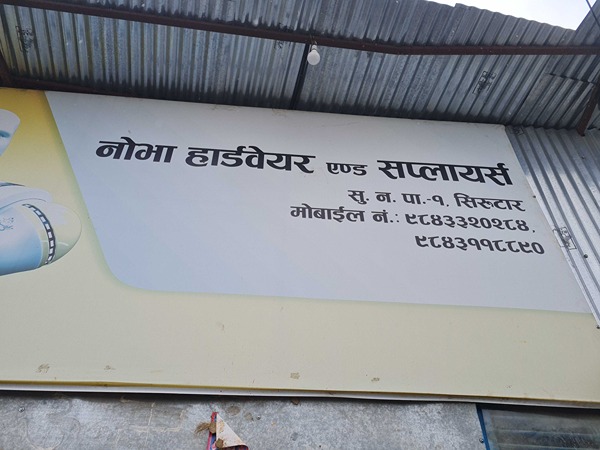 नोभा हार्डवेयर एण्ड सप्लायर्स
सु. न. पा.-१, सिरुटार
मोबाईल नं.: ९८४३३२०२८४,
९८४३११८८९०